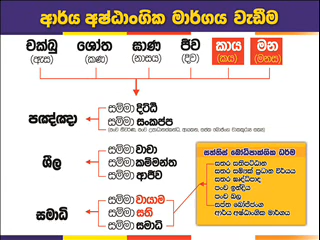 ආර්ය අෂ්ඨාංගික මාර්ගය වැඩීම
චක්ඛු ශෝත ඝාණ ජීව කාය මන
(ඇස) (කණ) (නාසය) (දිව) (කය) (මනස)
පඤ්ඤා
සම්මා දිට්ඨි
සම්මා සංකප්ප
ශීල
සම්මා වාචා
සම්මා කම්මන්ත
සම්මා ආජීව
සමාධි
සම්මා වායාම
සම්මා සති
සම්මා සමාධි
සත්තිස් බෝධිපාක්ෂික ධර්ම
සතර සතිපට්ඨාන
සතර සම්‍යක් ප්‍රධාන වීර්යය
සතර ඍද්ධිපාද
පංච ඉන්ද්‍රිය
පංච බල
සප්ත බොජ්ඣංග
ආර්ය අෂ්ඨාංගික මාර්ගය